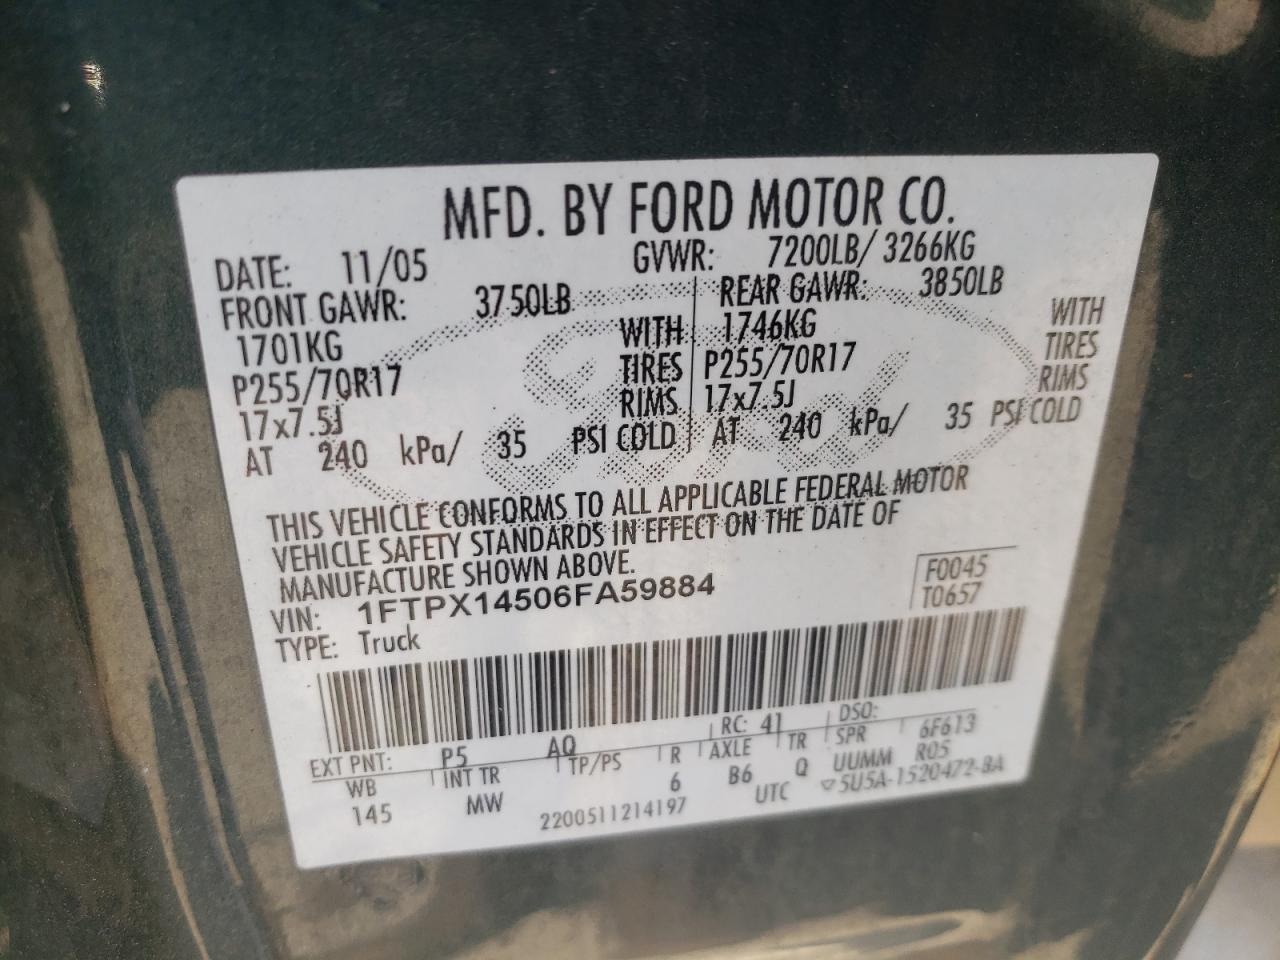 MFD. BY FORD MOTOR CO.
DATE: 11/05 GVWR: 7200LB/ 3266KG
FRONT GAWR: 3750LB REAR GAWR: 3850LB
1701KG WITH 1746KG WITH
P255/70R17 TIRES P255/70R17 TIRES
17x7.5J RIMS 17x7.5J RIMS
AT 240 kPa/ 35 PSI COLD AT 240 kPa/ 35 PSI COLD
THIS VEHICLE CONFORMS TO ALL APPLICABLE FEDERAL MOTOR
VEHICLE SAFETY STANDARDS IN EFFECT ON THE DATE OF
MANUFACTURE SHOWN ABOVE.
VIN: 1FTPX14506FA59884 F0045
TYPE: Truck T0657
EXT PNT: P5 AQ RC: 41 DSO:
WB INT TR TP/PS R AXLE TR SPR 6F613
145 MW 6 B6 Q UUMM R05
2200511214197 UTC ▽5U5A-1520472-BA